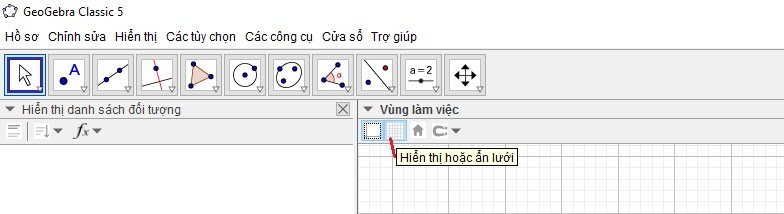 GeoGebra Classic 5
Hồ sơ Chỉnh sửa Hiển thị Các tùy chọn Các công cụ Cửa sổ Trợ giúp
A
α
a=2
Hiển thị danh sách đối tượng
Vùng làm việc
fx
Hiển thị hoặc ẩn lưới